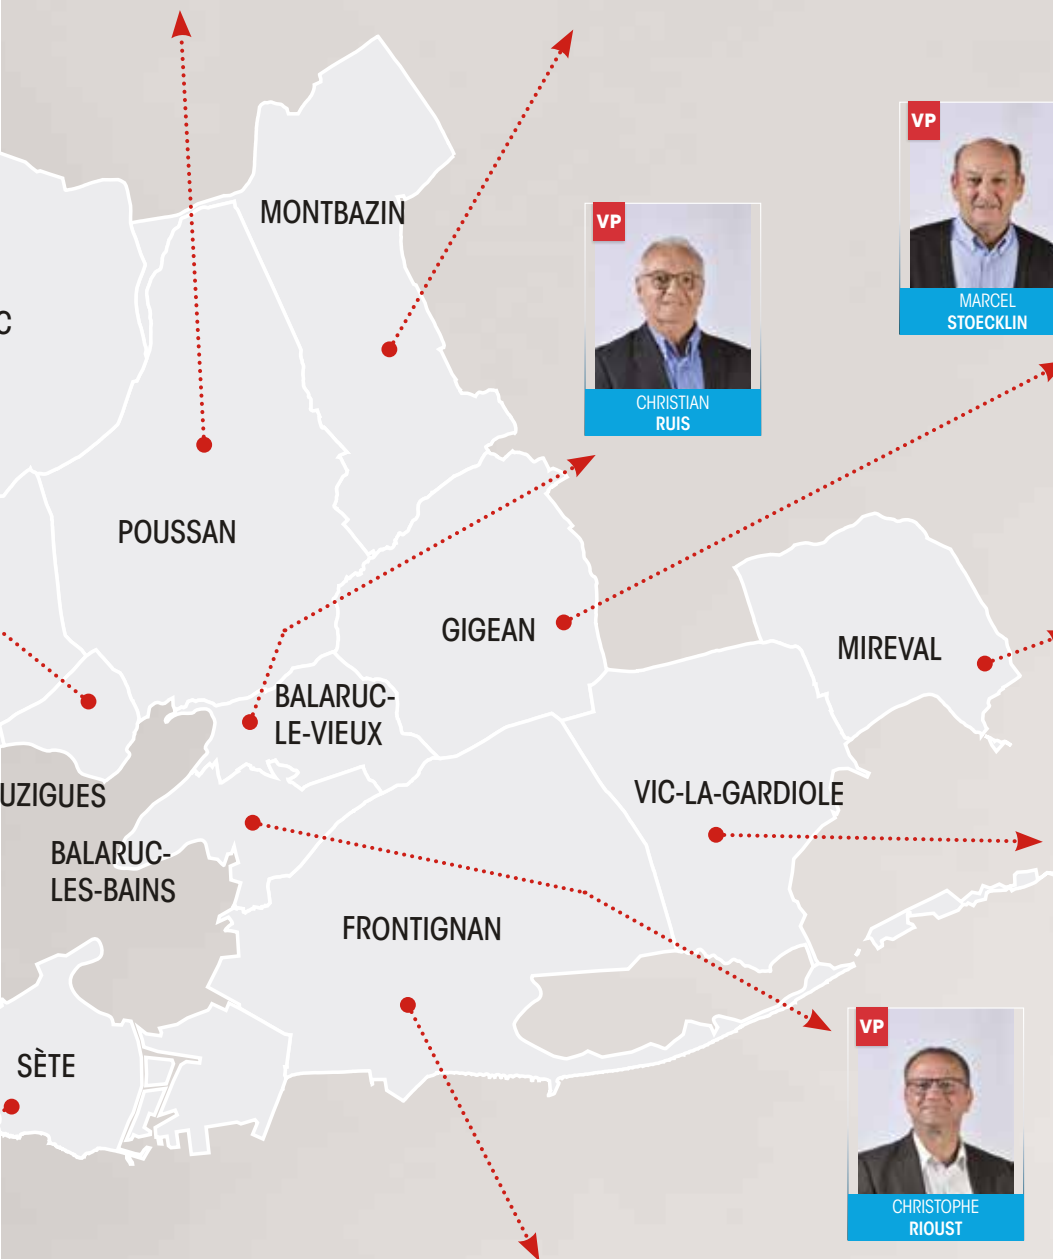 VP
MARCEL
STOECKLIN
MONTBAZIN
VP
CHRISTIAN
RUIS
C
POUSSAN
GIGEAN
MIREVAL
BALARUC-
LE-VIEUX
UZIGUES
VIC-LA-GARDIOLE
BALARUC-
LES-BAINS
FRONTIGNAN
SÈTE
VP
CHRISTOPHE
RIOUST